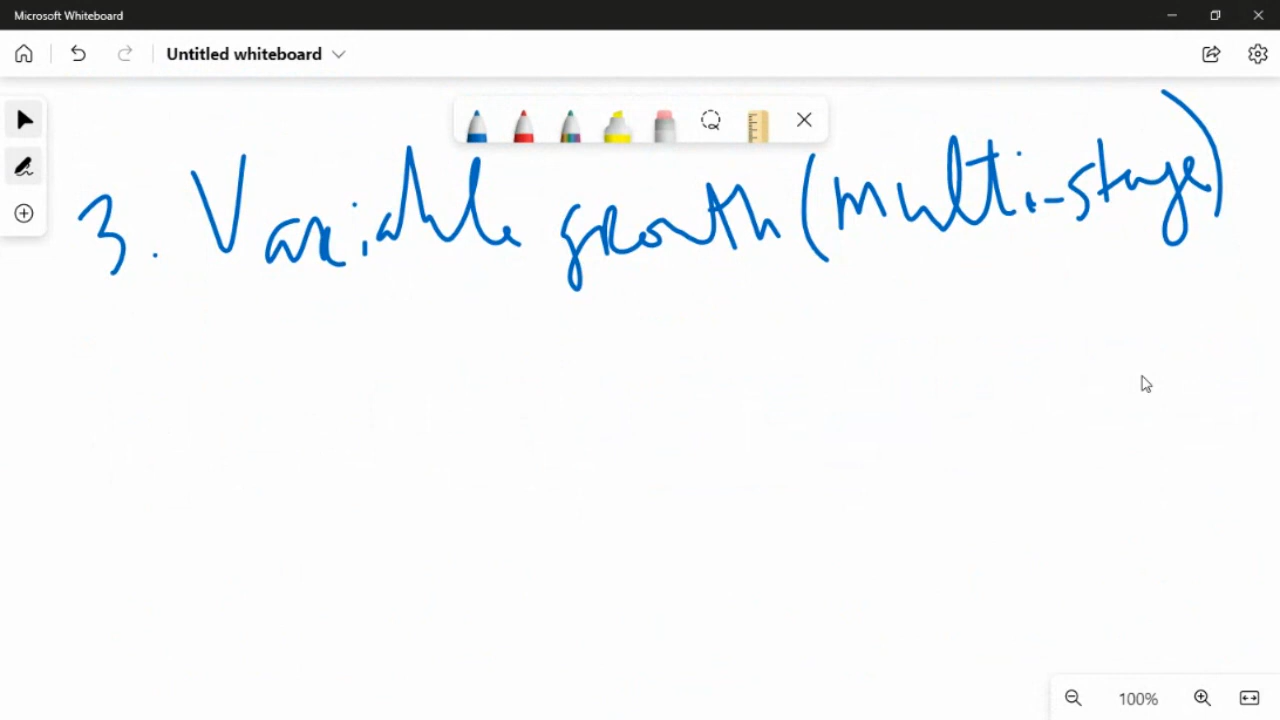 Microsoft Whiteboard
Untitled whiteboard
3. Variable growth (multi-stage)
100%